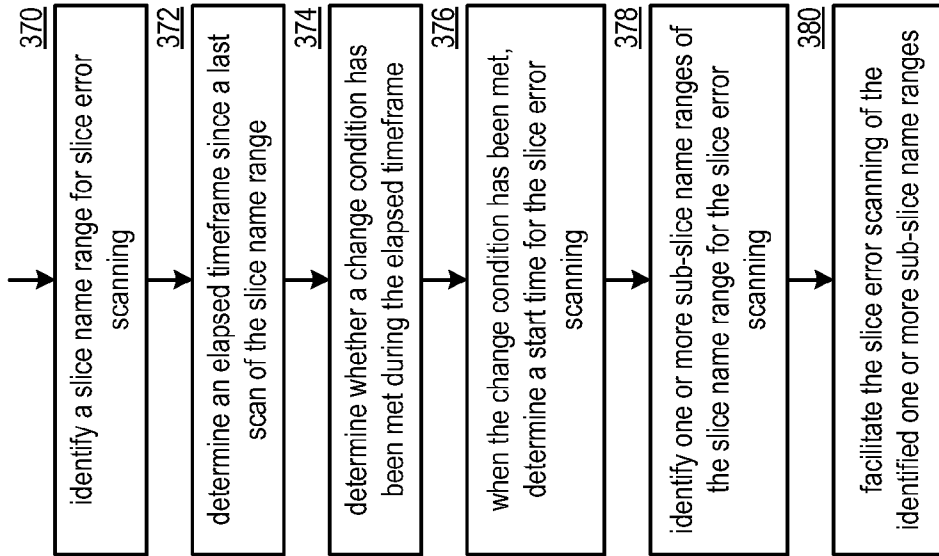 370
identify a slice name range for slice error
scanning
372
determine an elapsed timeframe since a last
scan of the slice name range
374
determine whether a change condition has
been met during the elapsed timeframe
376
when the change condition has been met,
determine a start time for the slice error
scanning
378
identify one or more sub-slice name ranges of
the slice name range for the slice error
scanning
380
facilitate the slice error scanning of the
identified one or more sub-slice name ranges